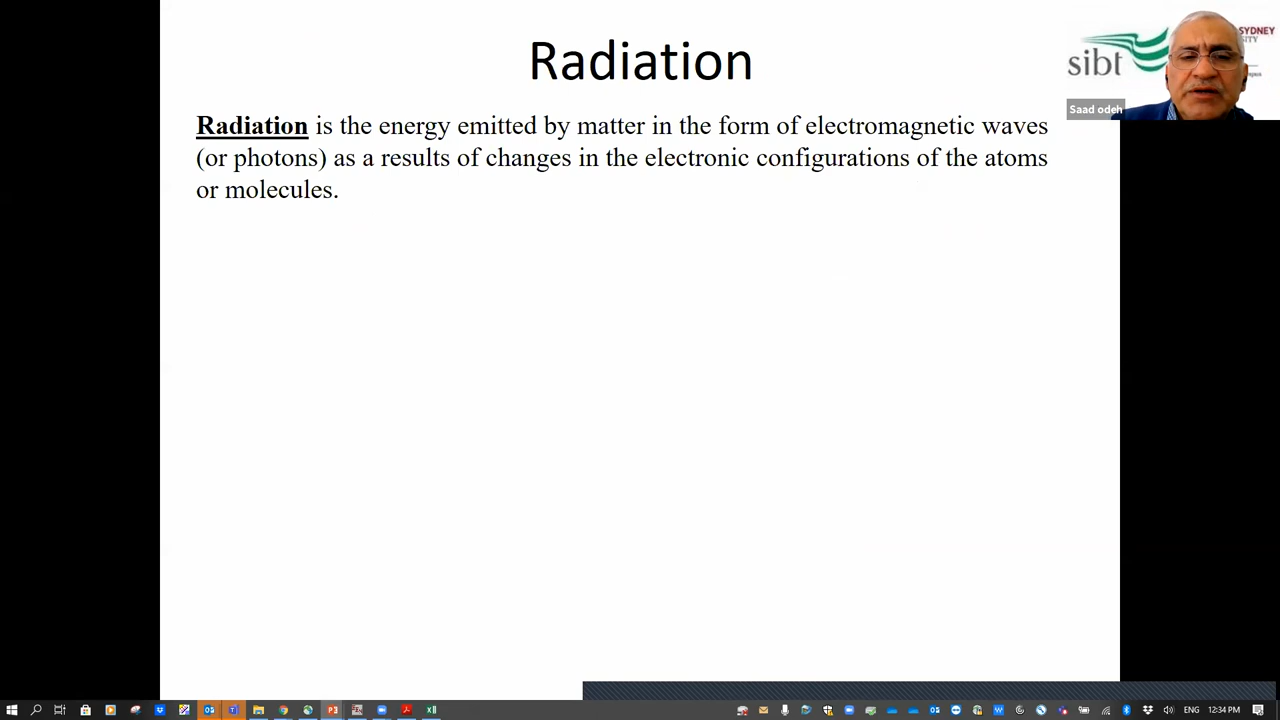 Radiation
sibt
SYDNEY
Saad odeh
Radiation is the energy emitted by matter in the form of electromagnetic waves
(or photons) as a results of changes in the electronic configurations of the atoms
or molecules.
ENG
12:34 PM